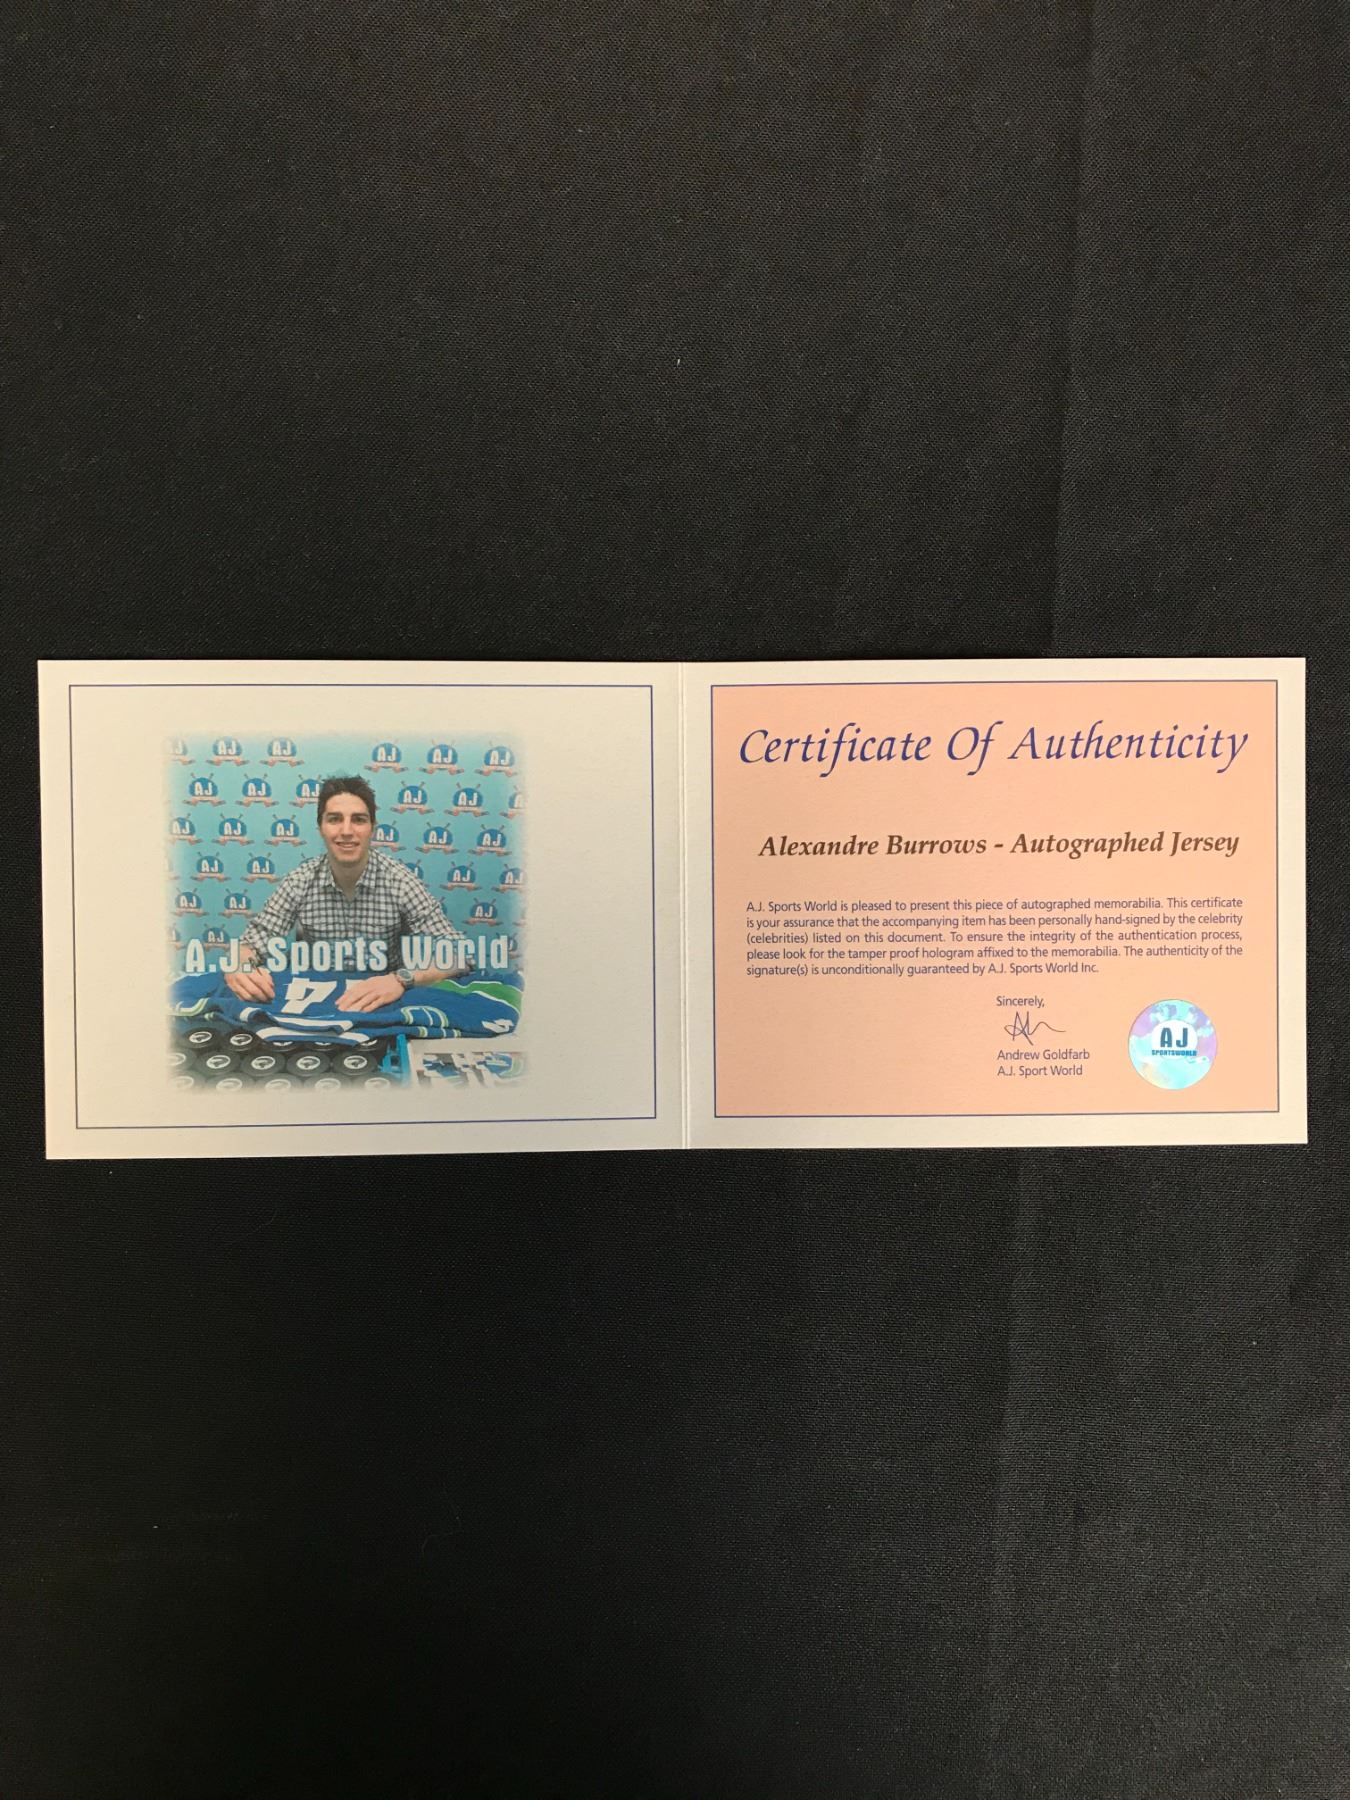 A.J. Sports World
Certificate Of Authenticity
Alexandre Burrows - Autographed Jersey
A.J. Sports World is pleased to present this piece of autographed memorabilia. This certificate
is your assurance that the accompanying item has been personally hand-signed by the celebrity
(celebrities) listed on this document. To ensure the integrity of the authentication process,
please look for the tamper proof hologram affixed to the memorabilia. The authenticity of the
signature(s) is unconditionally guaranteed by A.J. Sports World Inc.
Sincerely,
Andrew Goldfarb
A.J. Sport World
AJ
SPORTSWORLD